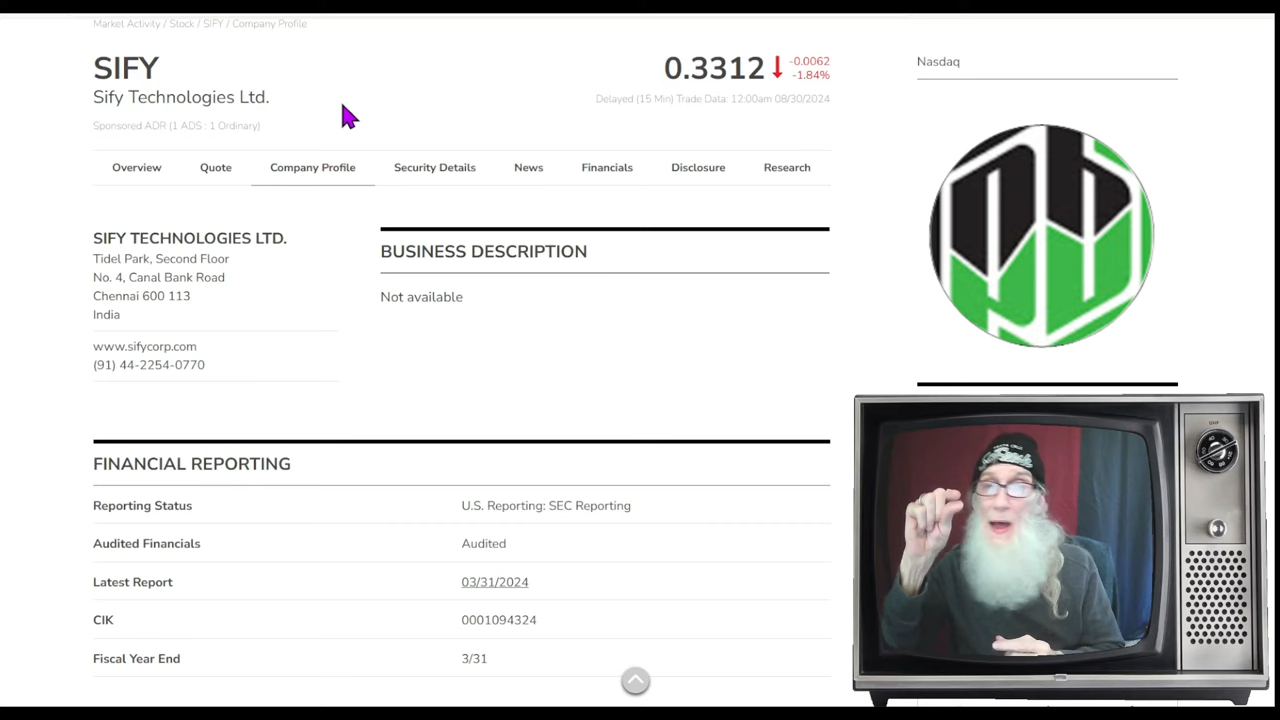 Market Activity / Stock / SIFY / Company Profile
SIFY
Sify Technologies Ltd.
Sponsored ADR (1 ADS : 1 Ordinary)
0.3312
-0.0062
-1.84%
Delayed (15 Min) Trade Data: 12:00am 08/30/2024
Nasdaq
Overview
Quote
Company Profile
Security Details
News
Financials
Disclosure
Research
SIFY TECHNOLOGIES LTD.
Tidel Park, Second Floor
No. 4, Canal Bank Road
Chennai 600 113
India
www.sifycorp.com
(91) 44-2254-0770
BUSINESS DESCRIPTION
Not available
FINANCIAL REPORTING
Reporting Status U.S. Reporting: SEC Reporting
Audited Financials Audited
Latest Report 03/31/2024
CIK 0001094324
Fiscal Year End 3/31